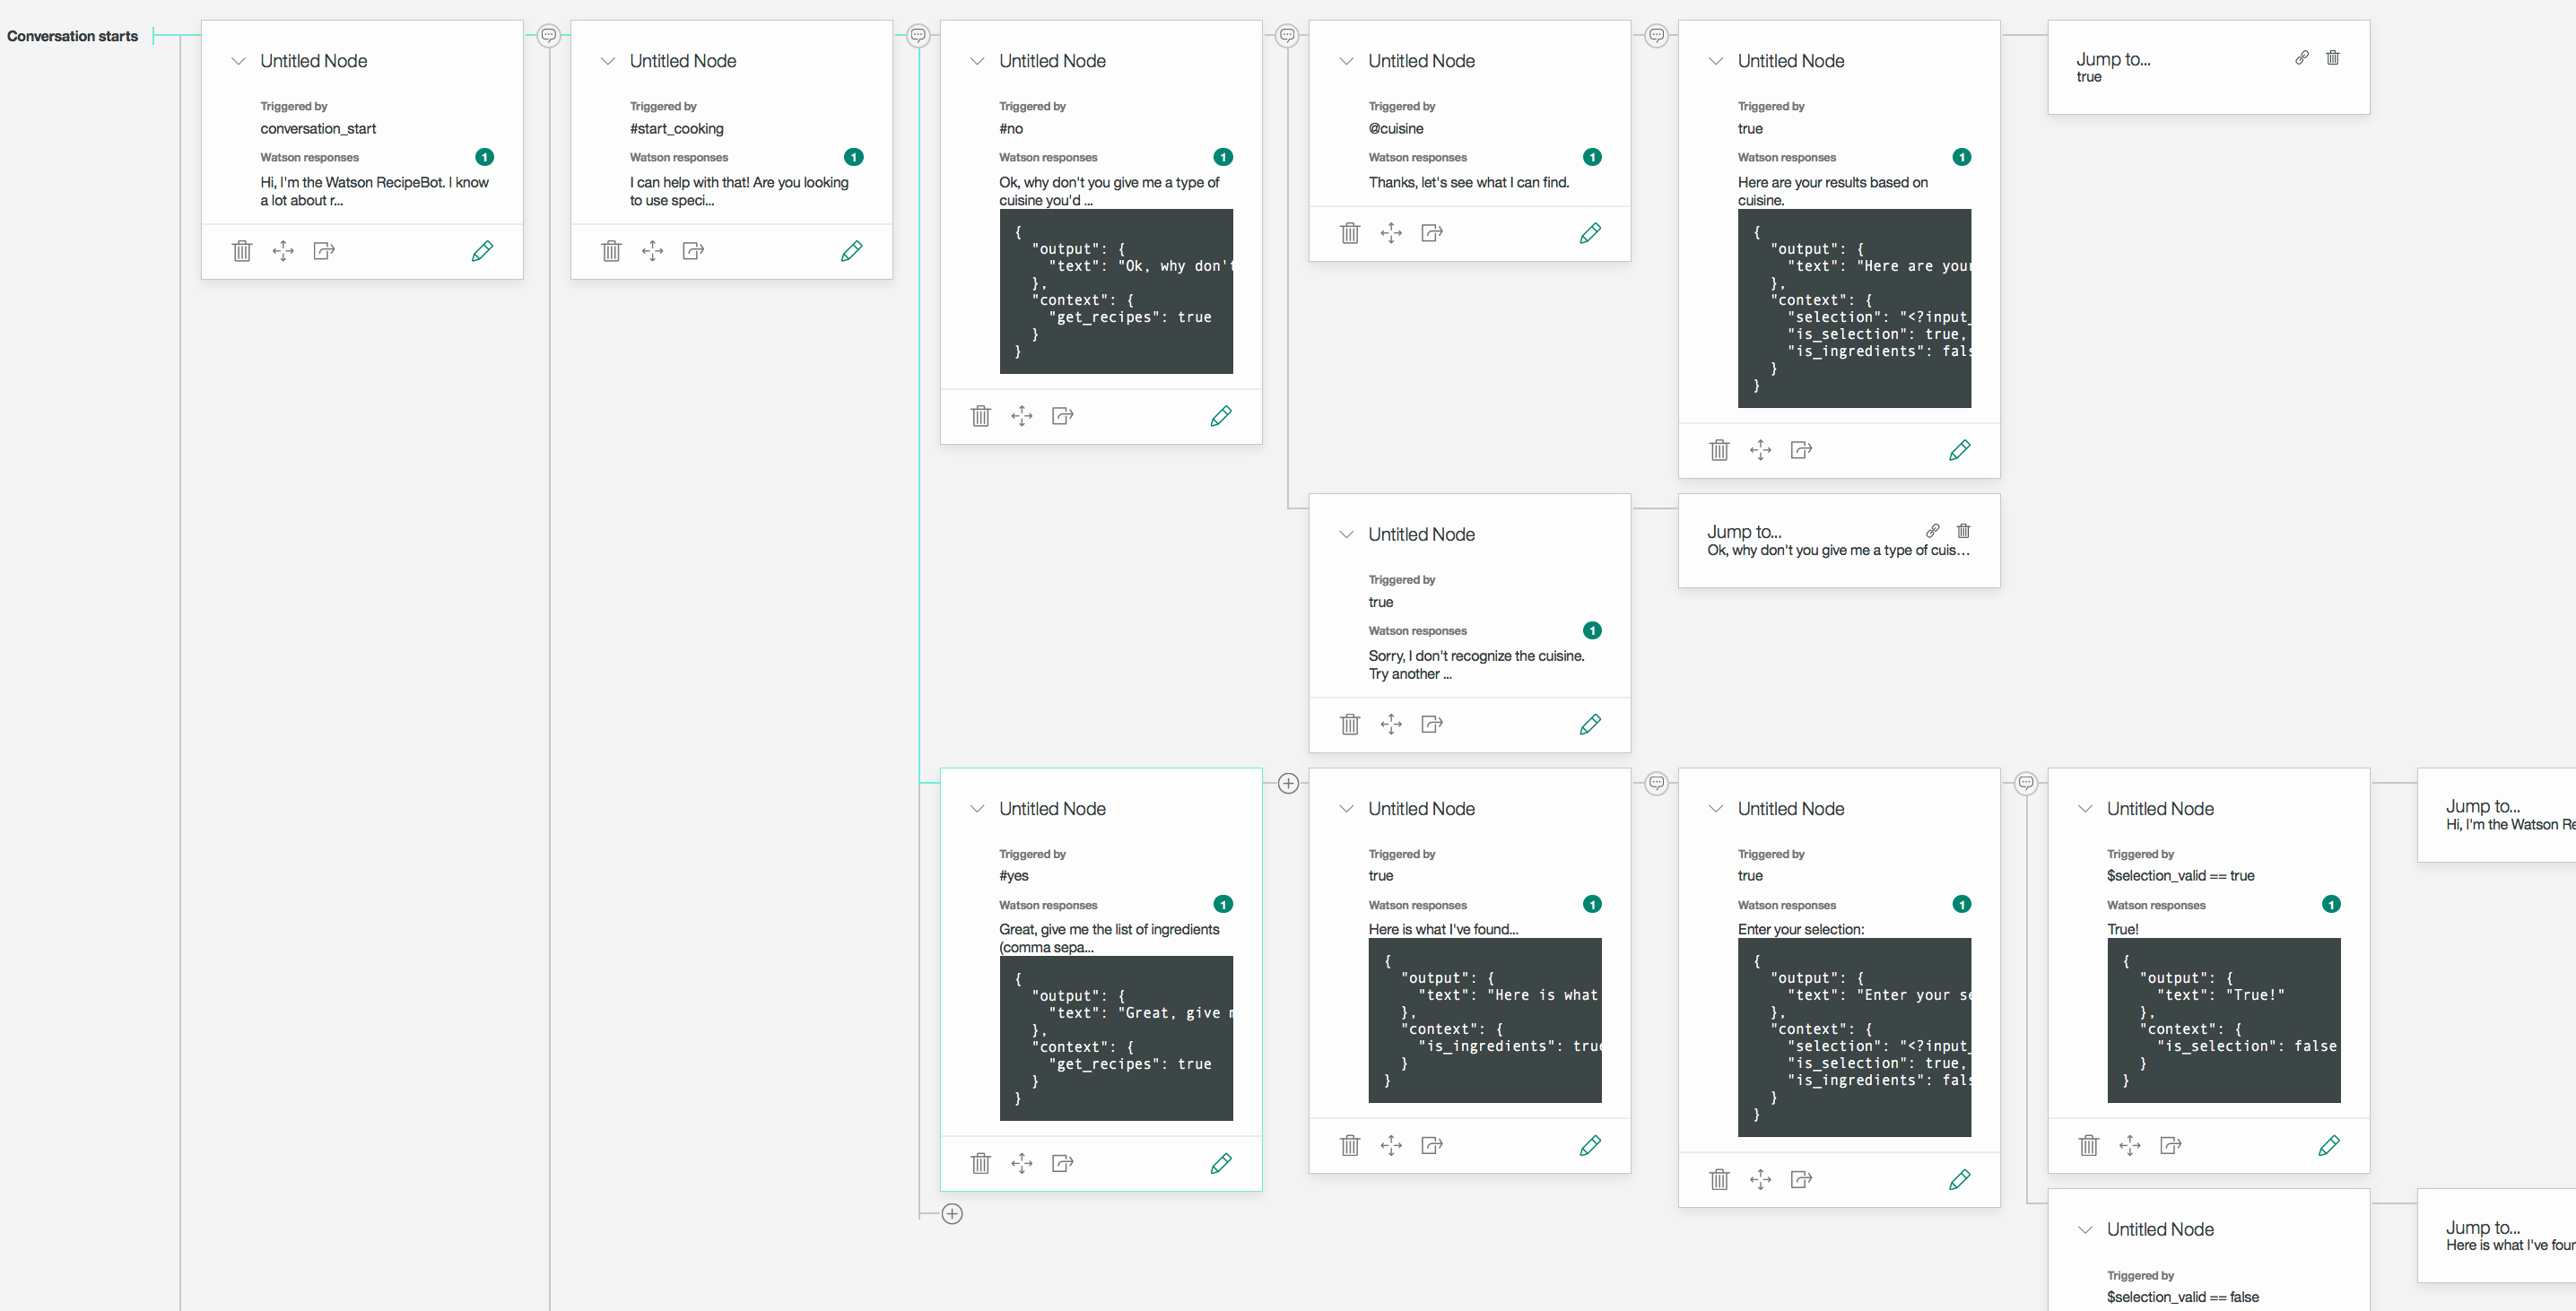 Conversation starts
Untitled Node
Triggered by
conversation_start
Watson responses
1
Hi, I'm the Watson RecipeBot. I know
a lot about r...
Untitled Node
Triggered by
#start_cooking
Watson responses
1
I can help with that! Are you looking
to use speci...
Untitled Node
Triggered by
#no
Watson responses
1
Ok, why don't you give me a type of
cuisine you'd ...
{
"output": {
"text": "Ok, why don't
},
"context": {
"get_recipes": true
}
}
Untitled Node
Triggered by
@cuisine
Watson responses
1
Thanks, let's see what I can find.
Untitled Node
Triggered by
true
Watson responses
1
Here are your results based on
cuisine.
{
"output": {
"text": "Here are your
},
"context": {
"selection": "<?input_
"is_selection": true,
"is_ingredients": fals
}
}
Jump to...
true
Untitled Node
Triggered by
true
Watson responses
1
Sorry, I don't recognize the cuisine.
Try another ...
Jump to...
Ok, why don't you give me a type of cuis...
Untitled Node
Triggered by
#yes
Watson responses
1
Great, give me the list of ingredients
(comma sepa...
{
"output": {
"text": "Great, give m
},
"context": {
"get_recipes": true
}
}
Untitled Node
Triggered by
true
Watson responses
1
Here is what I've found...
{
"output": {
"text": "Here is what
},
"context": {
"is_ingredients": true
}
}
Untitled Node
Triggered by
true
Watson responses
1
Enter your selection:
{
"output": {
"text": "Enter your se
},
"context": {
"selection": "<?input_
"is_selection": true,
"is_ingredients": fals
}
}
Untitled Node
Triggered by
$selection_valid == true
Watson responses
1
True!
{
"output": {
"text": "True!"
},
"context": {
"is_selection": false
}
}
Jump to...
Hi, I'm the Watson Re
Untitled Node
Triggered by
$selection_valid == false
Jump to...
Here is what I've foun